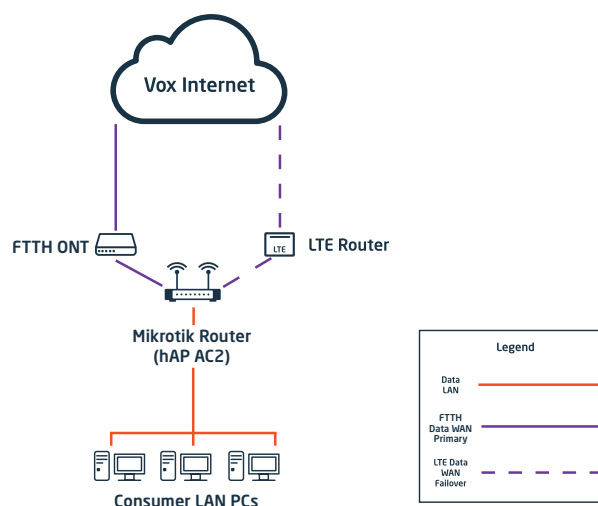 Vox Internet
FTTH ONT
LTE
LTE Router
Mikrotik Router
(hAP AC2)
Consumer LAN PCs
Legend
Data
LAN
FTTH
Data WAN
Primary
LTE Data
WAN
Failover